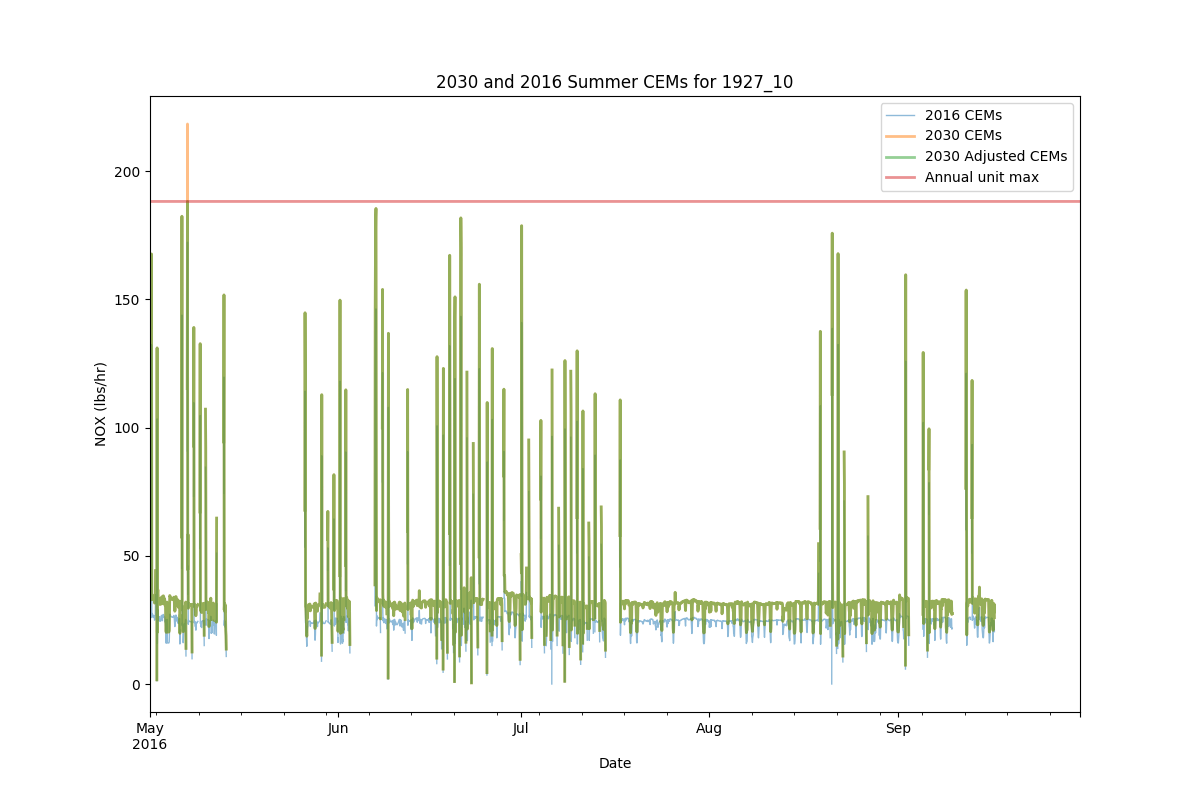 2030 and 2016 Summer CEMs for 1927_10
2016 CEMs
2030 CEMs
2030 Adjusted CEMs
Annual unit max
NOX (lbs/hr)
200
150
100
50
0
May
2016
Jun
Jul
Aug
Sep
Date